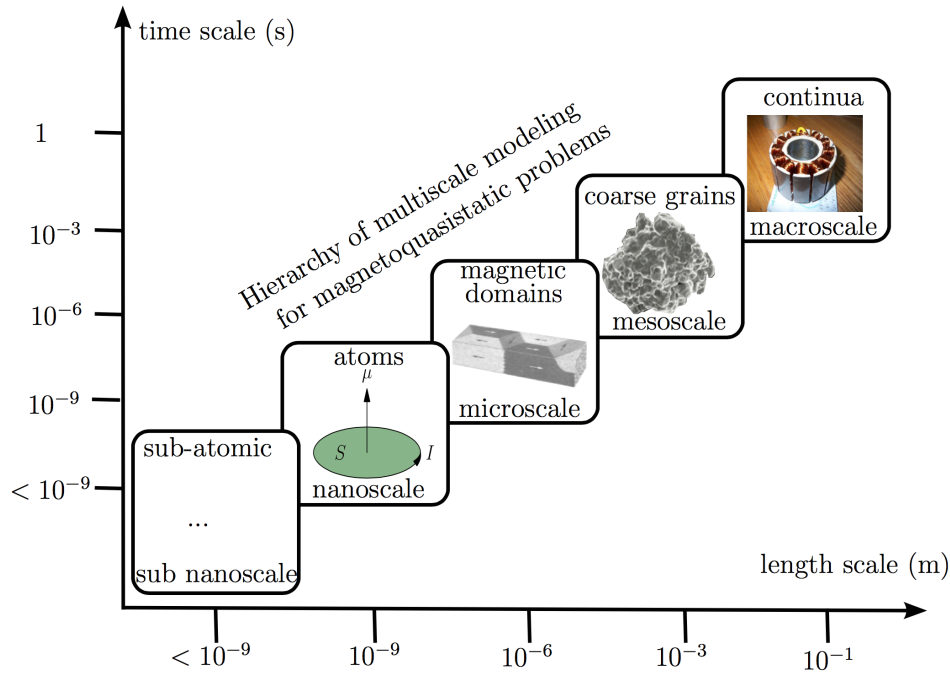 time scale (s)
continua
macroscale
Hierarchy of multiscale modeling
for magnetoquasistatic problems
coarse grains
mesoscale
magnetic
domains
microscale
atoms
μ
S
I
nanoscale
sub-atomic
...
sub nanoscale
1
10⁻³
10⁻⁶
10⁻⁹
< 10⁻⁹
length scale (m)
< 10⁻⁹
10⁻⁹
10⁻⁶
10⁻³
10⁻¹